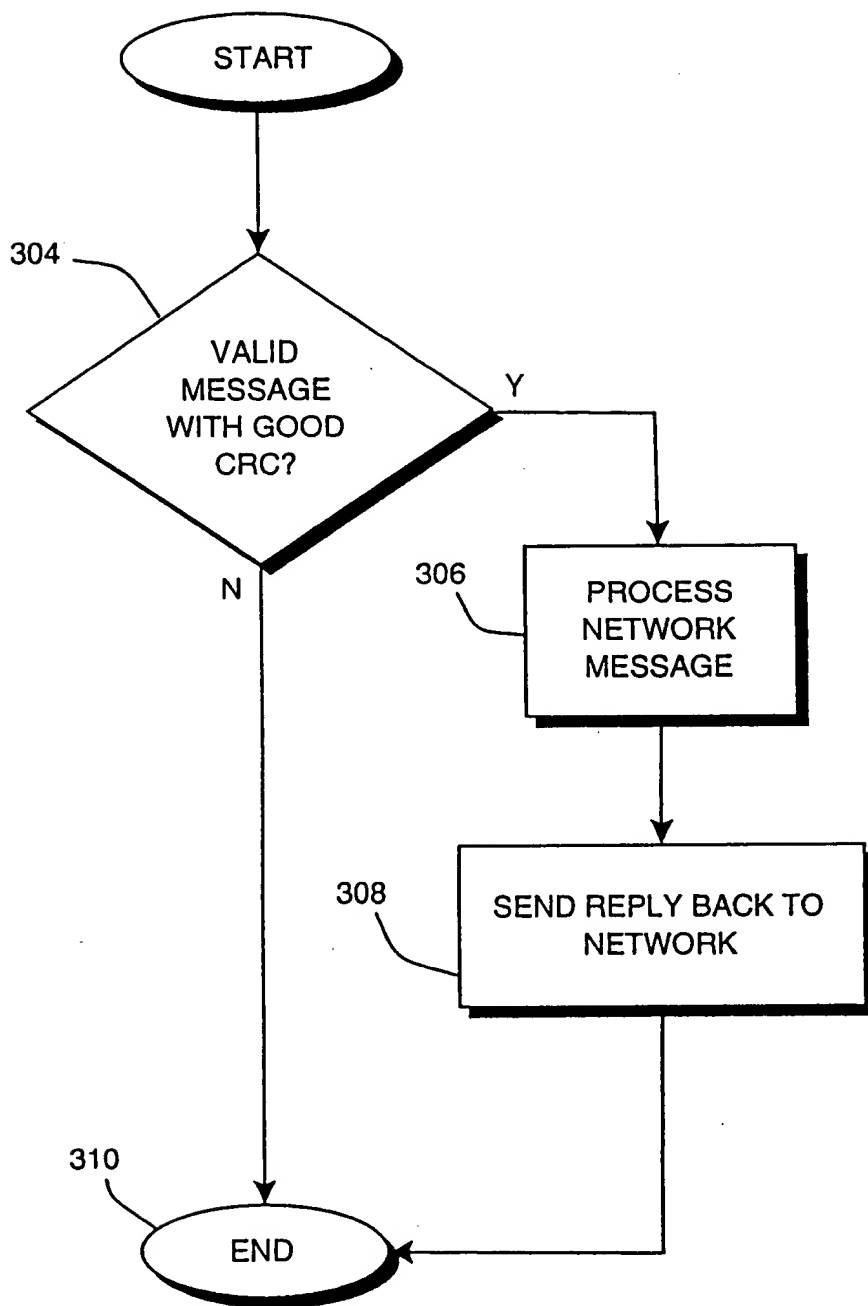 START
304
VALID
MESSAGE
WITH GOOD
CRC?
Y
N
306
PROCESS
NETWORK
MESSAGE
308
SEND REPLY BACK TO
NETWORK
310
END